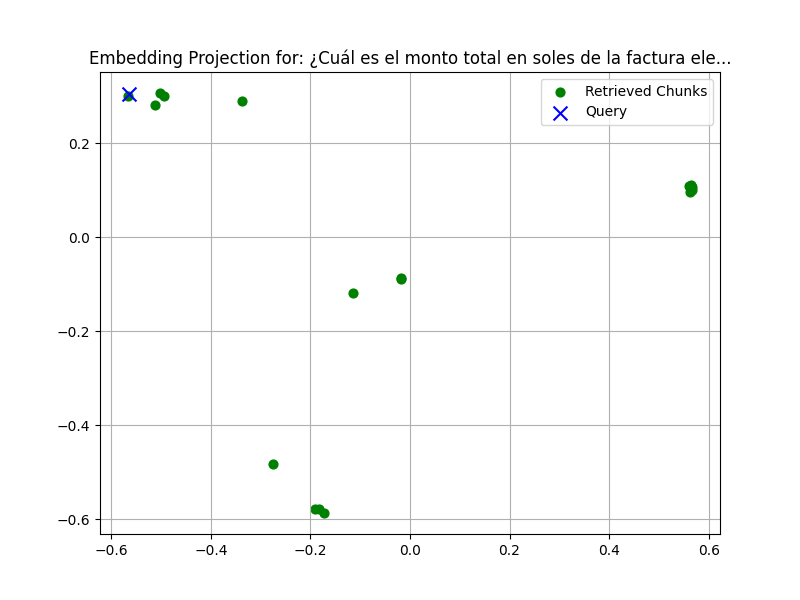 Embedding Projection for: ¿Cuál es el monto total en soles de la factura ele...
Retrieved Chunks
Query
0.2
0.0
−0.2
−0.4
−0.6
−0.6 −0.4 −0.2 0.0 0.2 0.4 0.6